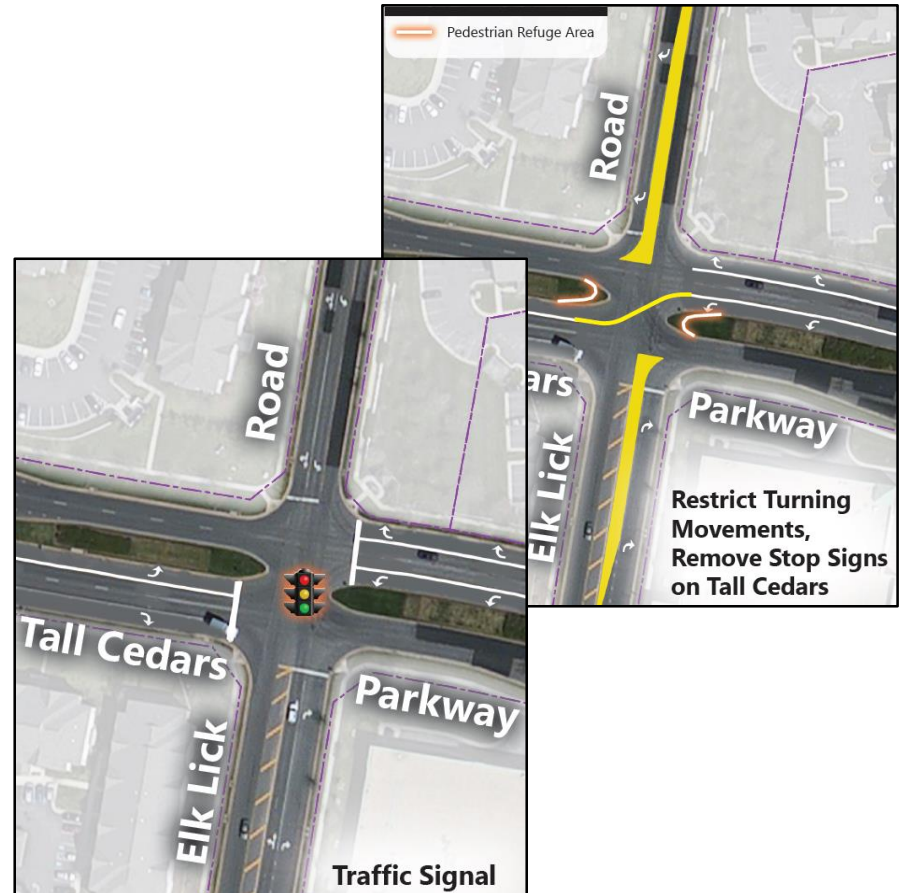 Pedestrian Refuge Area
Road
ars
Parkway
Elk Lick
Restrict Turning
Movements,
Remove Stop Signs
on Tall Cedars
Road
Tall Cedars
Parkway
Elk Lick
Traffic Signal